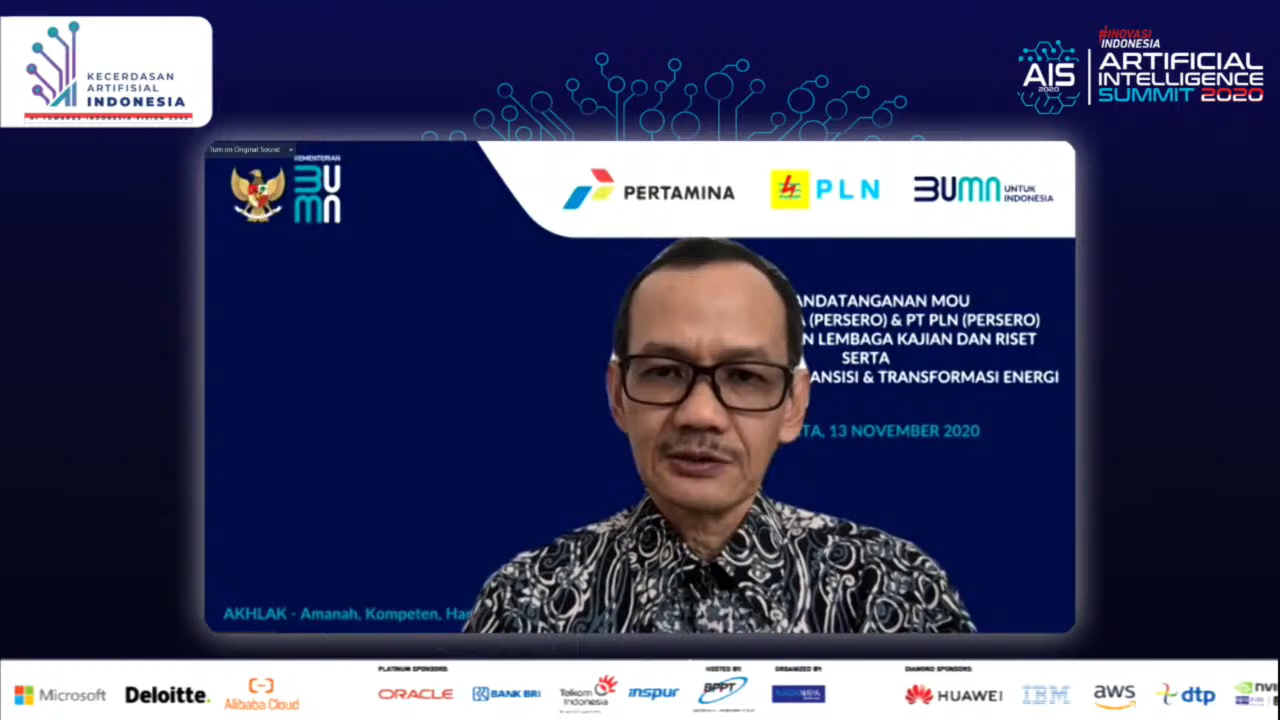 KECERDASAN
ARTIFISIAL
INDONESIA
#INOVASI
INDONESIA
AIS
2020
ARTIFICIAL
INTELLIGENCE
SUMMIT 2020
Turn on Original Sound
KEMENTERIAN
BUMN
PERTAMINA
PLN
BUMN UNTUK
INDONESIA
ANDATANGANAN MOU
A (PERSERO) & PT PLN (PERSERO)
N LEMBAGA KAJIAN DAN RISET
SERTA
ANSISI & TRANSFORMASI ENERGI
TA, 13 NOVEMBER 2020
AKHLAK - Amanah, Kompeten, Har
PLATINUM SPONSORS:
HOSTED BY:
ORGANIZED BY:
DIAMOND SPONSORS:
Microsoft
Deloitte.
Alibaba Cloud
ORACLE
BANK BRI
Telkom
Indonesia
inspur
BPPT
HUAWEI
IBM
aws
dtp